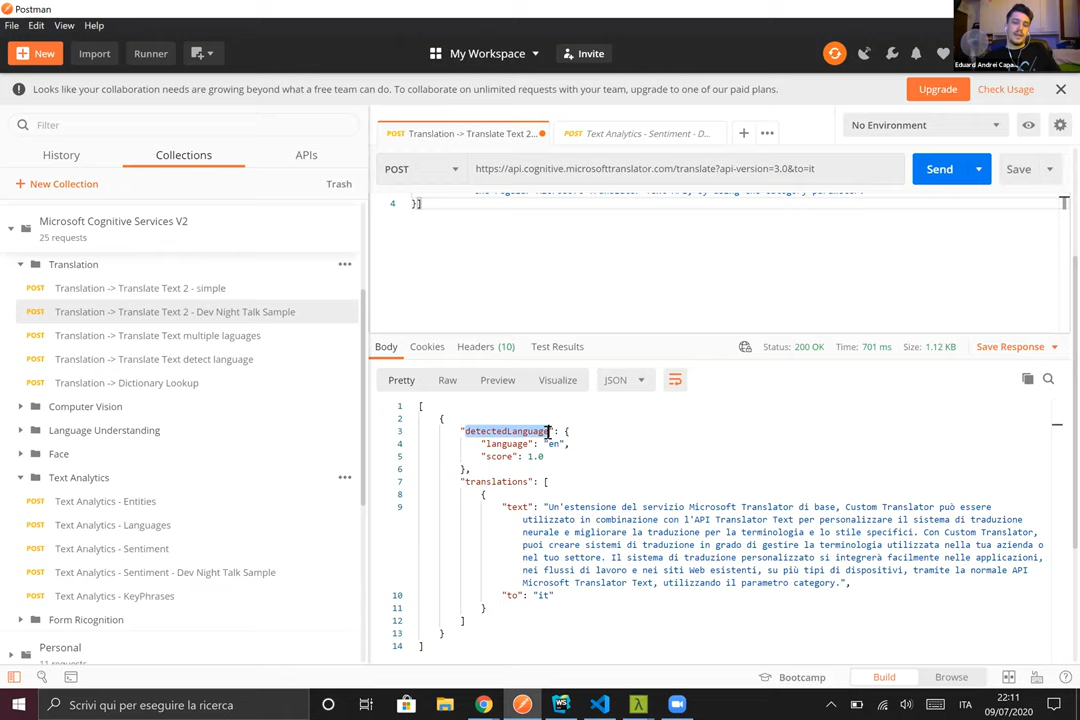 Postman
File Edit View Help
New Import Runner My Workspace Invite
Eduard Andrei Capa...
Looks like your collaboration needs are growing beyond what a free team can do. To collaborate on unlimited requests with your team, upgrade to one of our paid plans. Upgrade Check Usage
Filter
History Collections APIs
New Collection Trash
Microsoft Cognitive Services V2
25 requests
Translation
POST Translation -> Translate Text 2 - simple
POST Translation -> Translate Text 2 - Dev Night Talk Sample
POST Translation -> Translate Text multiple laguages
POST Translation -> Translate Text detect language
POST Translation -> Dictionary Lookup
Computer Vision
Language Understanding
Face
Text Analytics
POST Text Analytics - Entities
POST Text Analytics - Languages
POST Text Analytics - Sentiment
POST Text Analytics - Sentiment - Dev Night Talk Sample
POST Text Analytics - KeyPhrases
Form Ricognition
Personal
11 requests
POST Translation -> Translate Text 2... POST Text Analytics - Sentiment - D... No Environment
POST https://api.cognitive.microsofttranslator.com/translate?api-version=3.0&to=it Send Save
4 }]
Body Cookies Headers (10) Test Results Status: 200 OK Time: 701 ms Size: 1.12 KB Save Response
Pretty Raw Preview Visualize JSON
1 [
2 {
3 "detectedLanguage": {
4 "language": "en",
5 "score": 1.0
6 },
7 "translations": [
8 {
9 "text": "Un'estensione del servizio Microsoft Translator di base, Custom Translator può essere
utilizzato in combinazione con l'API Translator Text per personalizzare il sistema di traduzione
neurale e migliorare la traduzione per la terminologia e lo stile specifici. Con Custom Translator,
puoi creare sistemi di traduzione in grado di gestire la terminologia utilizzata nella tua azienda o
nel tuo settore. Il sistema di traduzione personalizzato si integrerà facilmente nelle applicazioni,
nei flussi di lavoro e nei siti Web esistenti, su più tipi di dispositivi, tramite la normale API
Microsoft Translator Text, utilizzando il parametro category.",
10 "to": "it"
11 }
12 ]
13 }
14 ]
Bootcamp Build Browse
Scrivi qui per eseguire la ricerca
ITA
22:11
09/07/2020